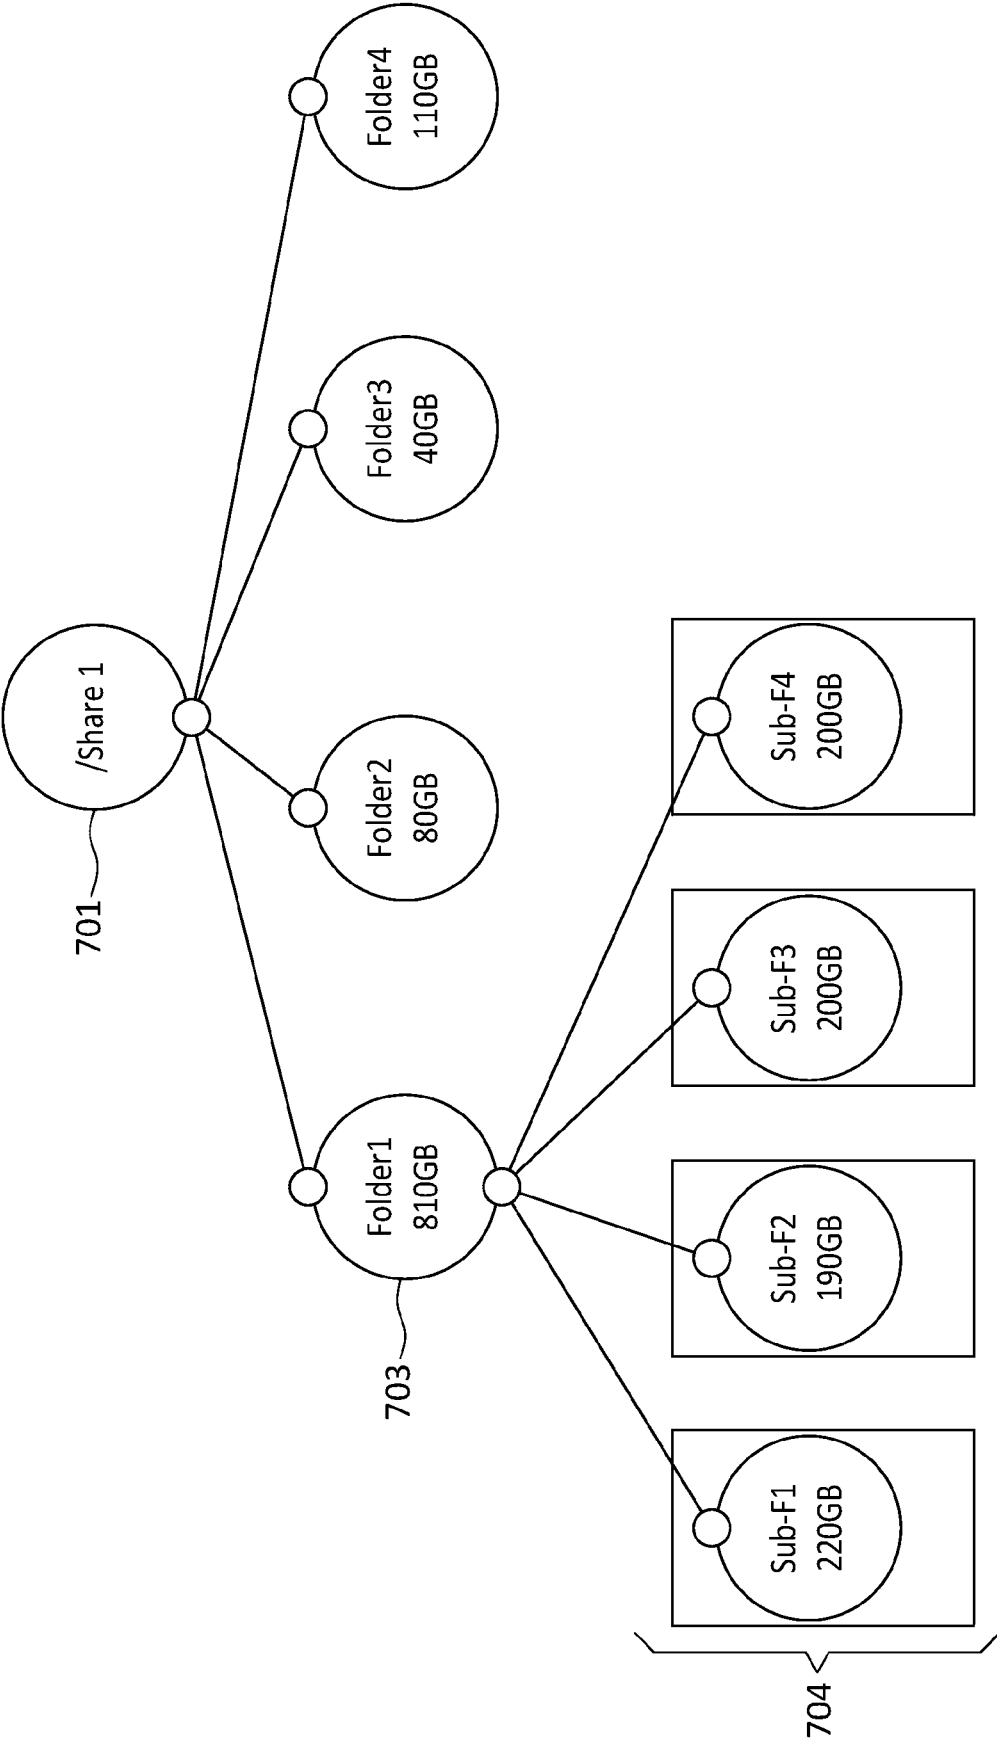 /Share 1
701
Folder1
810GB
703
Folder2
80GB
Folder3
40GB
Folder4
110GB
Sub-F1
220GB
Sub-F2
190GB
Sub-F3
200GB
Sub-F4
200GB
704